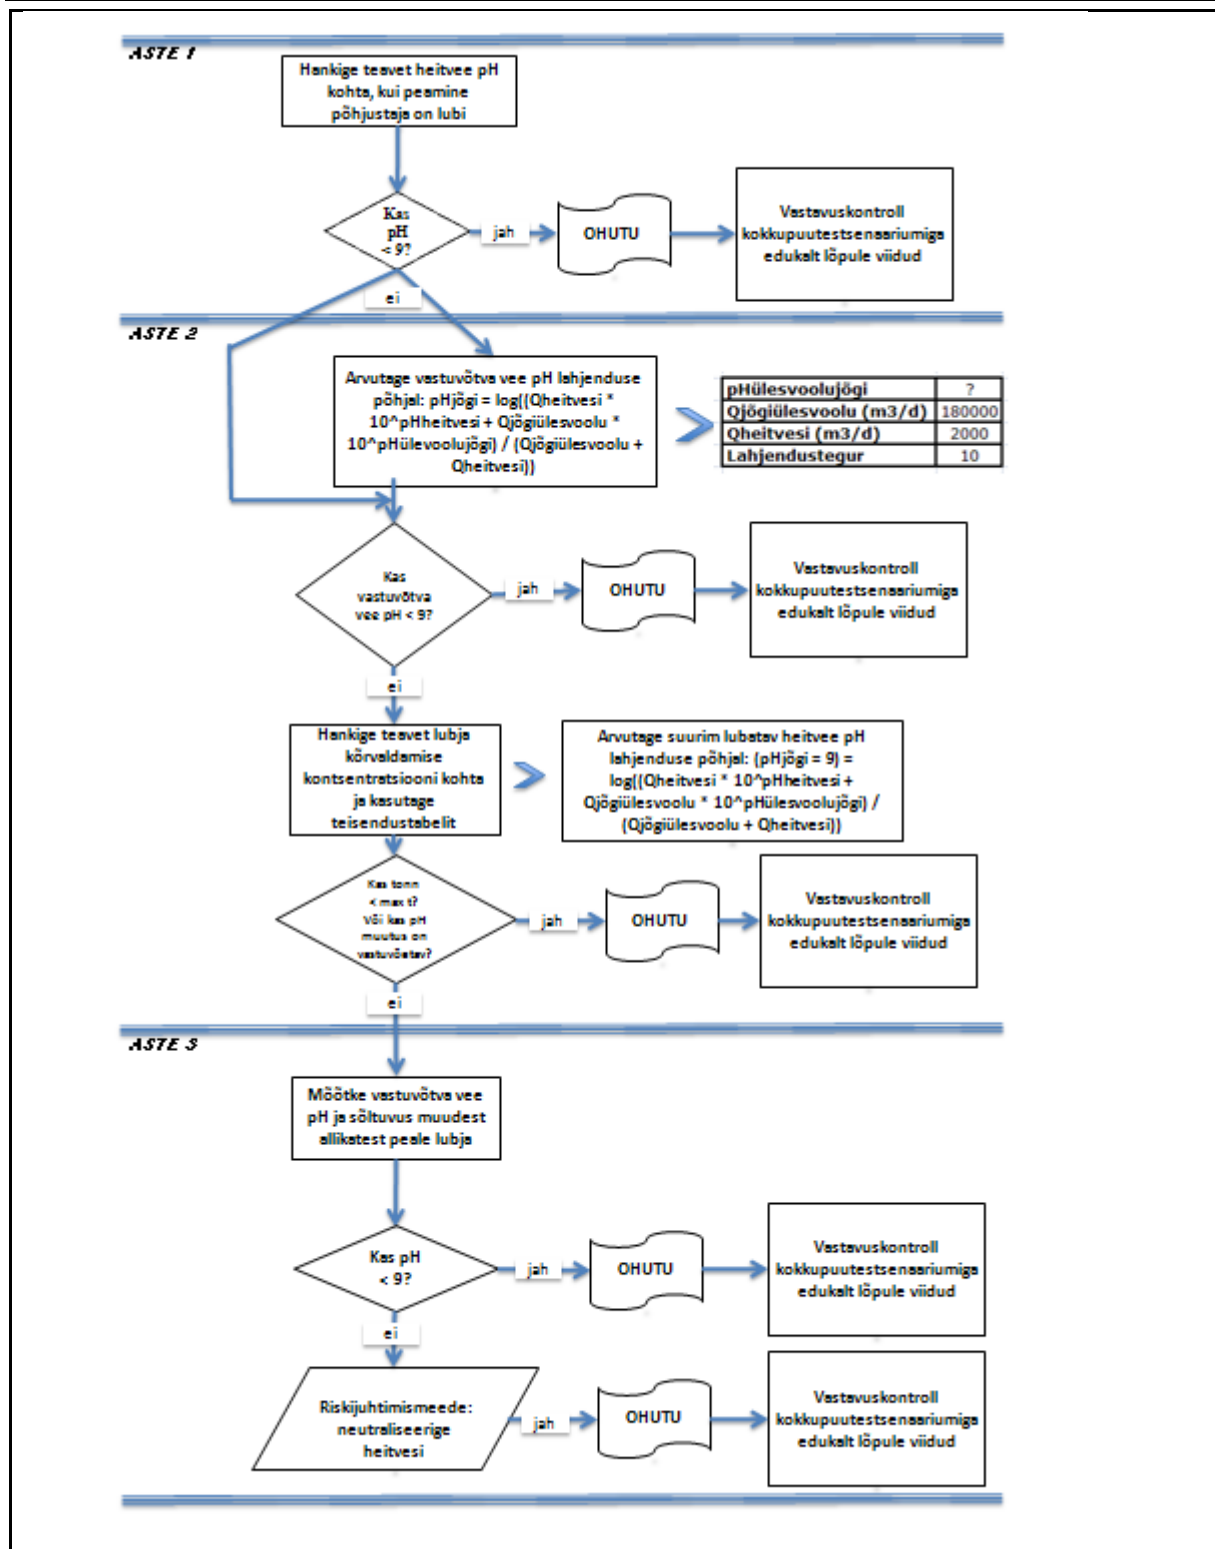 ASTE 1
Hankige teavet heitvee pH
kohta, kui peamine
põhjustaja on lubi
Kas
pH
< 9?
jah
OHUTU
Vastavuskontroll
kokkupuutestsenaariumiga
edukalt lõpule viidud
ei
ASTE 2
Arvutage vastuvõtva vee pH lahjenduse
põhjal: pHjõgi = log((Qheitvesi *
10^pHheitvesi + Qjõgiülesvoolu *
10^pHülevoolujõgi) / (Qjõgiülesvoolu +
Qheitvesi))
pHülesvoolujõgi ?
Qjõgiülesvoolu (m3/d) 180000
Qheitvesi (m3/d) 2000
Lahjendustegur 10
Kas
vastuvõtva
vee pH < 9?
jah
OHUTU
Vastavuskontroll
kokkupuutestsenaariumiga
edukalt lõpule viidud
ei
Hankige teavet lubja
kõrvaldamise
kontsentratsiooni kohta
ja kasutage
teisendustabelit
Arvutage suurim lubatav heitvee pH
lahjenduse põhjal: (pHjõgi = 9) =
log((Qheitvesi * 10^pHheitvesi +
Qjõgiülesvoolu * 10^pHülesvoolujõgi) /
(Qjõgiülesvoolu + Qheitvesi))
Kas tonn
< max t?
Või kas pH
muutus on
vastuvõetav?
jah
OHUTU
Vastavuskontroll
kokkupuutestsenaariumiga
edukalt lõpule viidud
ei
ASTE 3
Mõõtke vastuvõtva vee
pH ja sõltuvus muudest
allikatest peale lubja
Kas pH
< 9?
jah
OHUTU
Vastavuskontroll
kokkupuutestsenaariumiga
edukalt lõpule viidud
ei
Riskijuhtimismeede:
neutraliseerige
heitvesi
jah
OHUTU
Vastavuskontroll
kokkupuutestsenaariumiga
edukalt lõpule viidud